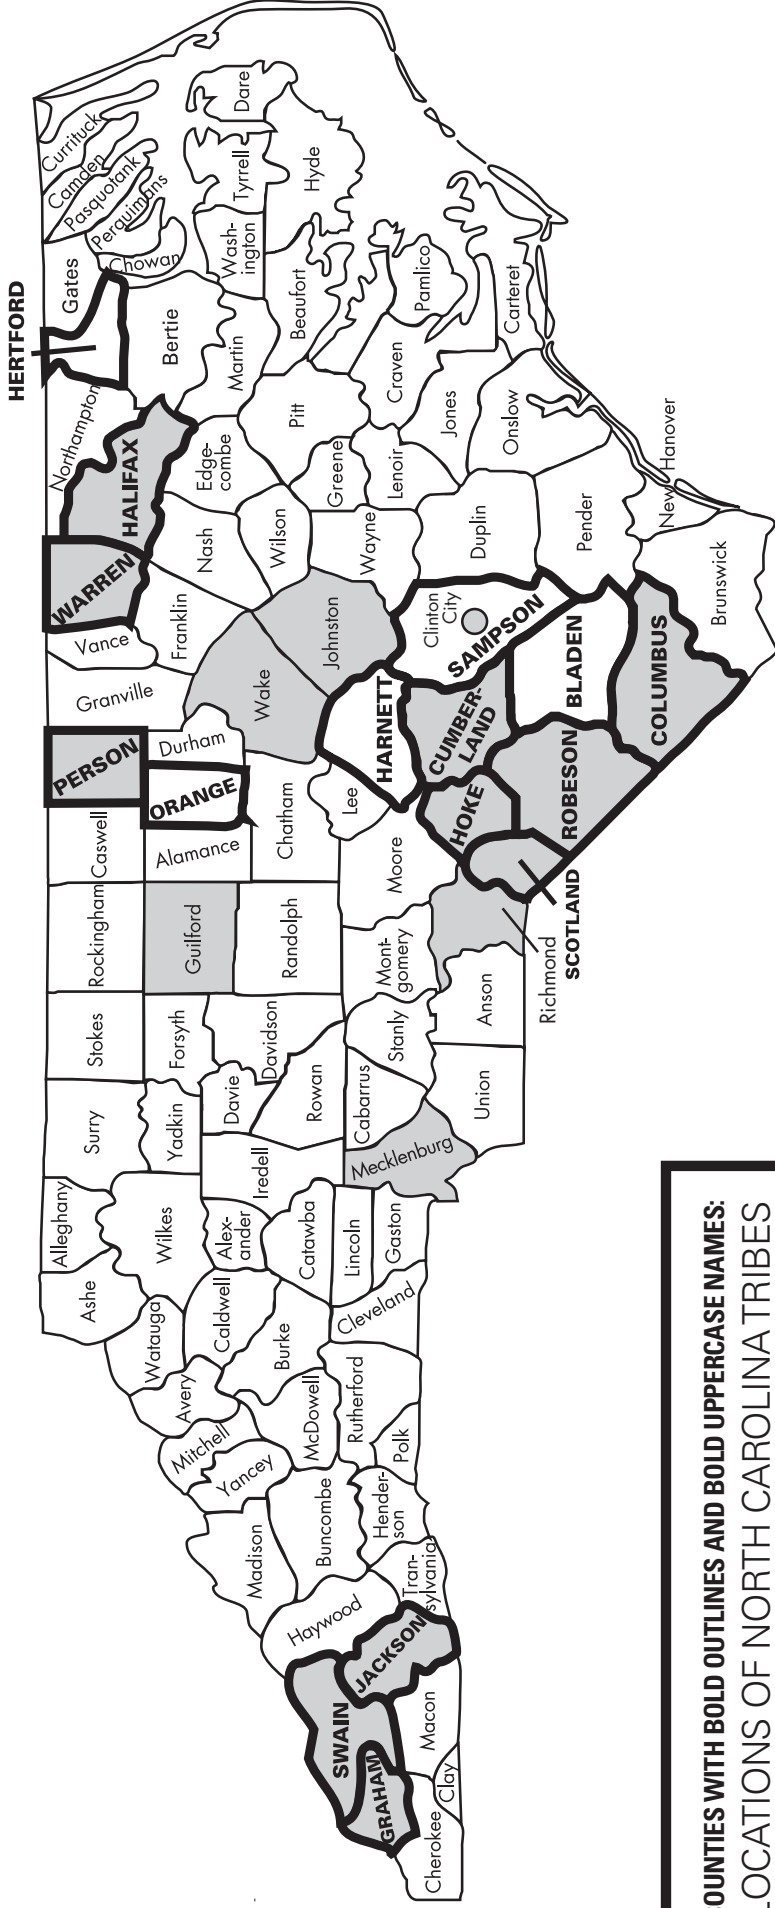 HERTFORD
Currituck
Camden
Pasquotank
Perquimans
Chowan
Gates
Dare
Tyrrell
Hyde
Wash-
ington
Bertie
Martin
Beaufort
Pamlico
Carteret
Craven
Jones
Onslow
Northampton
HALIFAX
Edge-
combe
Pitt
Greene
Lenoir
New Hanover
WARREN
Nash
Wilson
Wayne
Duplin
Pender
Brunswick
Vance
Franklin
Johnston
Clinton
City
SAMPSON
BLADEN
COLUMBUS
Granville
Wake
HARNETT
CUMBER-
LAND
PERSON
Durham
ORANGE
Chatham
Lee
HOKE
ROBESON
Caswell
Alamance
Moore
SCOTLAND
Richmond
Rockingham
Guilford
Randolph
Mont-
gomery
Anson
Stokes
Forsyth
Davidson
Stanly
Union
Surry
Yadkin
Davie
Rowan
Cabarrus
Mecklenburg
Iredell
Alleghany
Wilkes
Alex-
ander
Catawba
Lincoln
Gaston
Ashe
Watauga
Caldwell
Burke
Cleveland
Avery
Mitchell
Yancey
McDowell
Rutherford
Polk
Madison
Buncombe
Hender-
son
Tran-
sylvania
Haywood
JACKSON
SWAIN
GRAHAM
Macon
Clay
Cherokee
OUNTIES WITH BOLD OUTLINES AND BOLD UPPERCASE NAMES:
LOCATIONS OF NORTH CAROLINA TRIBES